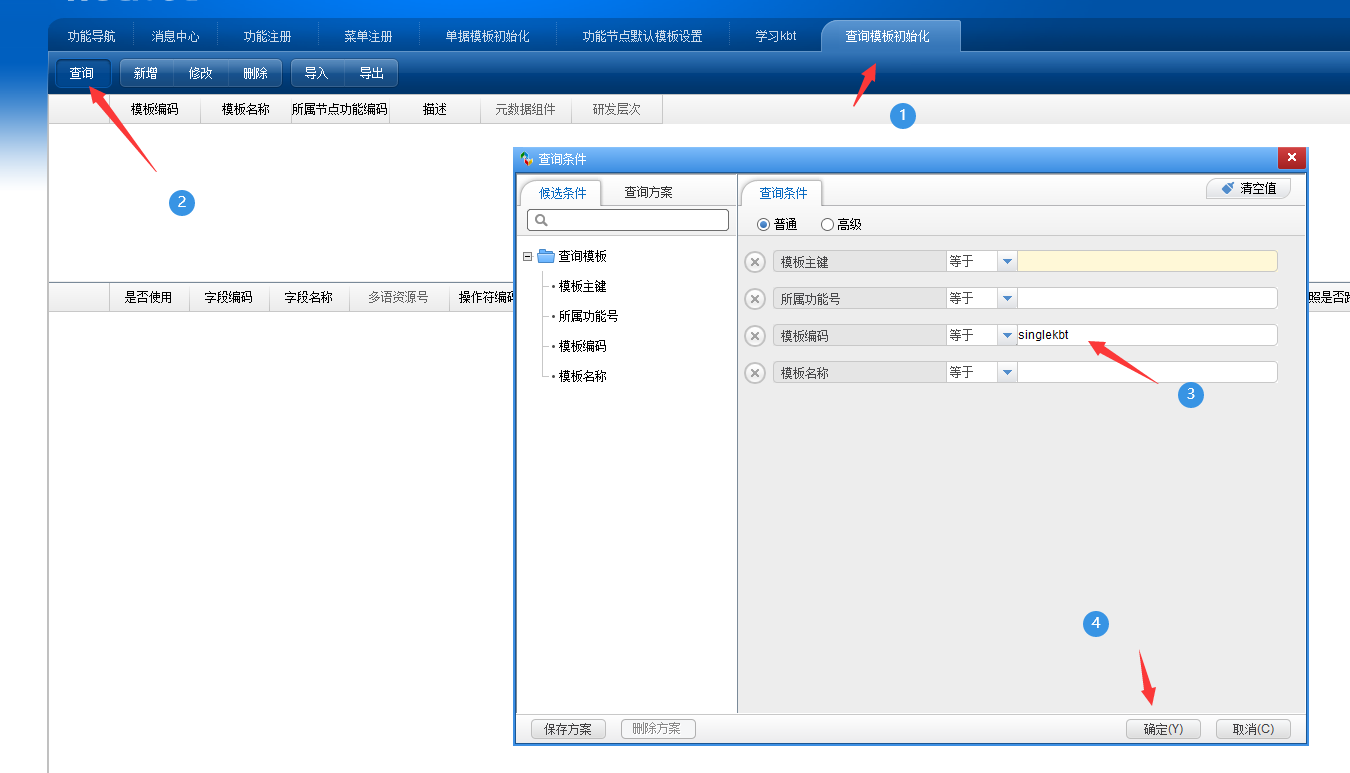 功能导航 消息中心 功能注册 菜单注册 单据模板初始化 功能节点默认模板设置 学习kbt 查询模板初始化
查询 新增 修改 删除 导入 导出
模板编码 模板名称 所属节点功能编码 描述 元数据组件 研发层次
1
2
查询条件
候选条件 查询方案 查询条件 清空值
普通 高级
查询模板
模板主键
所属功能号
模板编码
模板名称
模板主键 等于
所属功能号 等于
模板编码 等于 singlekbt
模板名称 等于
3
是否使用 字段编码 字段名称 多语资源号 操作符编码 照是否跨
4
保存方案 删除方案 确定(Y) 取消(C)